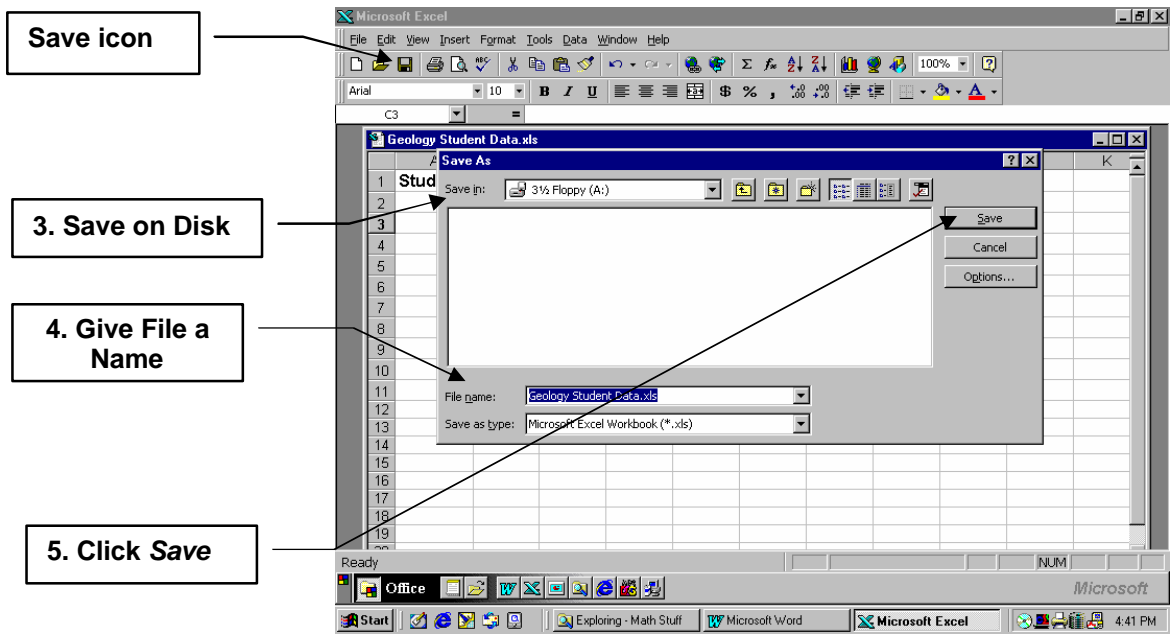 Save icon
3. Save on Disk
4. Give File a
Name
5. Click Save
Microsoft Excel
File Edit View Insert Format Tools Data Window Help
100%
Arial 10 B I U $ % ,
C3 =
Geology Student Data.xls
K
Save As
1 Stud
Save in: 3½ Floppy (A:)
2
3
Save
4
Cancel
5
6
Options...
7
8
9
10
11
File name: Geology Student Data.xls
12
13
Save as type: Microsoft Excel Workbook (*.xls)
14
15
16
17
18
19
Ready NUM
Office Microsoft
Start Exploring - Math Stuff Microsoft Word Microsoft Excel 4:41 PM